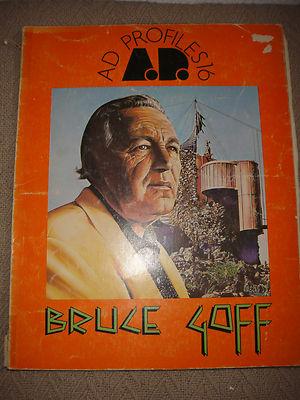 AD PROFILES 16
A.D.
BRUCE GOFF